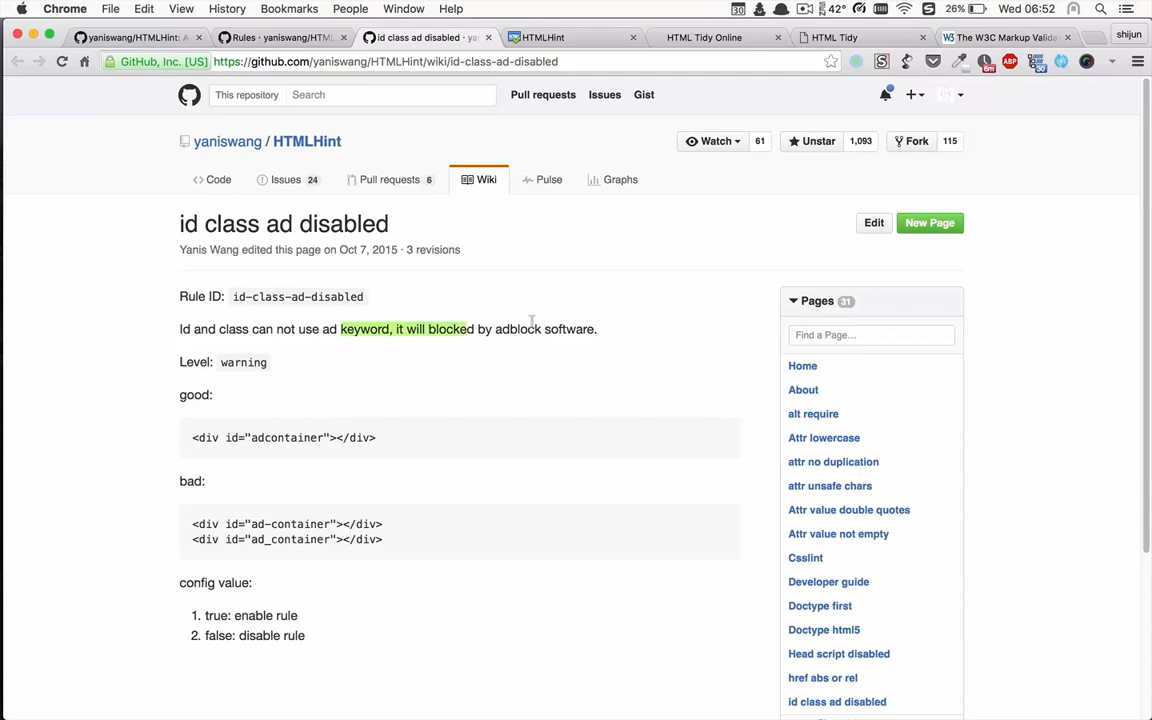 Chrome File Edit View History Bookmarks People Window Help 30 42° 26% Wed 06:52
yaniswang/HTMLHint: A Rules · yaniswang/HTML id class ad disabled · yan HTMLHint HTML Tidy Online HTML Tidy The W3C Markup Valida shijun
GitHub, Inc. [US] https://github.com/yaniswang/HTMLHint/wiki/id-class-ad-disabled S 6m ABP 30
This repository Search Pull requests Issues Gist
yaniswang / HTMLHint Watch 61 Unstar 1,093 Fork 115
Code Issues 24 Pull requests 6 Wiki Pulse Graphs
id class ad disabled Edit New Page
Yanis Wang edited this page on Oct 7, 2015 · 3 revisions
Rule ID: id-class-ad-disabled
Id and class can not use ad keyword, it will blocked by adblock software.
Level: warning
good:
<div id="adcontainer"></div>
bad:
<div id="ad-container"></div>
<div id="ad_container"></div>
config value:
1. true: enable rule
2. false: disable rule
Pages 31
Find a Page…
Home
About
alt require
Attr lowercase
attr no duplication
attr unsafe chars
Attr value double quotes
Attr value not empty
Csslint
Developer guide
Doctype first
Doctype html5
Head script disabled
href abs or rel
id class ad disabled